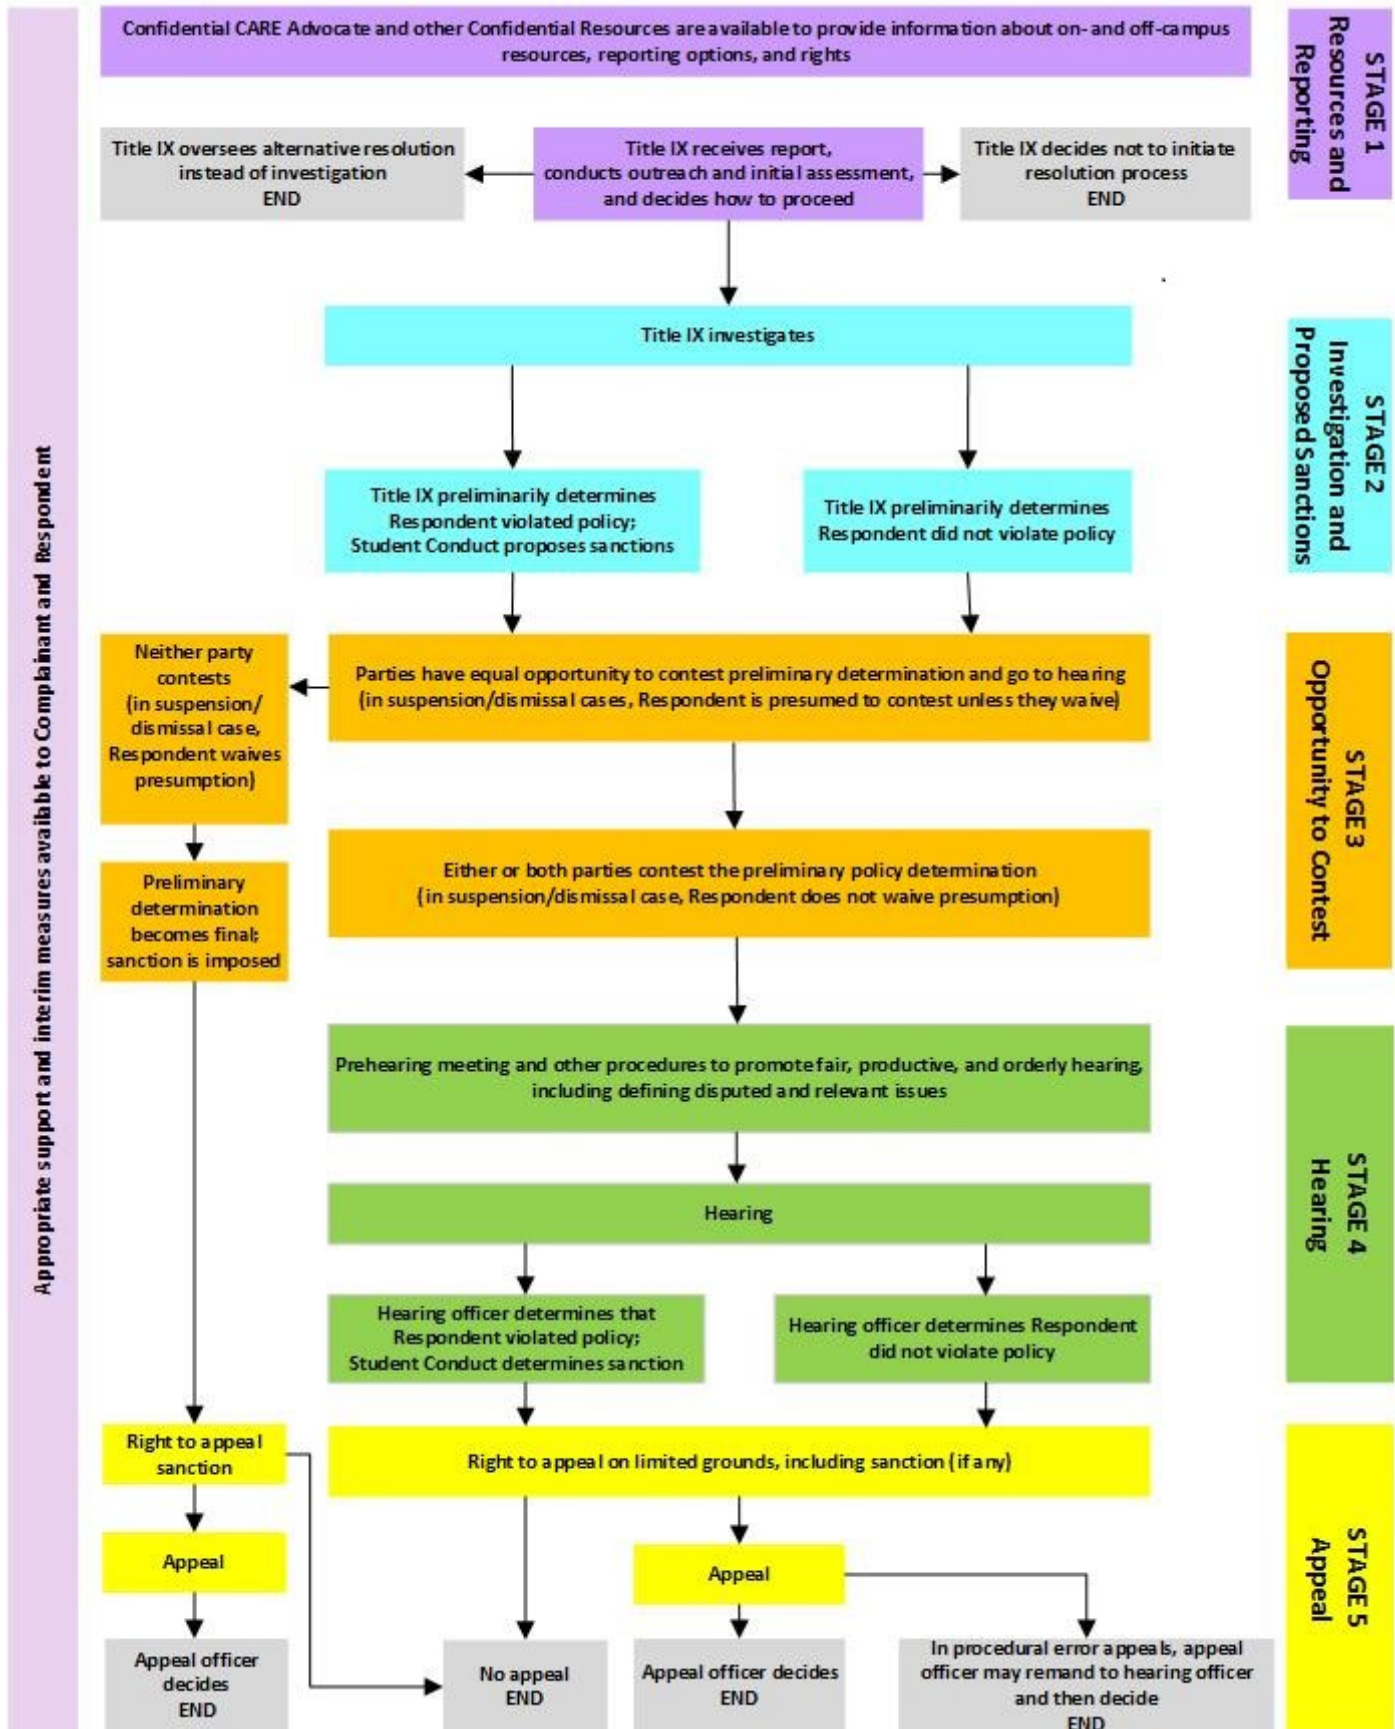 Confidential CARE Advocate and other Confidential Resources are available to provide information about on- and off-campus
resources, reporting options, and rights
STAGE 1
Resources and
Reporting
Title IX oversees alternative resolution
instead of investigation
END
Title IX receives report,
conducts outreach and initial assessment,
and decides how to proceed
Title IX decides not to initiate
resolution process
END
Title IX investigates
STAGE 2
Investigation and
Proposed Sanctions
Title IX preliminarily determines
Respondent violated policy;
Student Conduct proposes sanctions
Title IX preliminarily determines
Respondent did not violate policy
Appropriate support and interim measures available to Complainant and Respondent
Neither party
contests
(in suspension/
dismissal case,
Respondent waives
presumption)
Parties have equal opportunity to contest preliminary determination and go to hearing
(in suspension/dismissal cases, Respondent is presumed to contest unless they waive)
STAGE 3
Opportunity to Contest
Either or both parties contest the preliminary policy determination
(in suspension/dismissal case, Respondent does not waive presumption)
Preliminary
determination
becomes final;
sanction is imposed
Prehearing meeting and other procedures to promote fair, productive, and orderly hearing,
including defining disputed and relevant issues
STAGE 4
Hearing
Hearing
Hearing officer determines that
Respondent violated policy;
Student Conduct determines sanction
Hearing officer determines Respondent
did not violate policy
Right to appeal
sanction
Right to appeal on limited grounds, including sanction (if any)
STAGE 5
Appeal
Appeal
Appeal
Appeal officer
decides
END
No appeal
END
Appeal officer decides
END
In procedural error appeals, appeal
officer may remand to hearing officer
and then decide
END